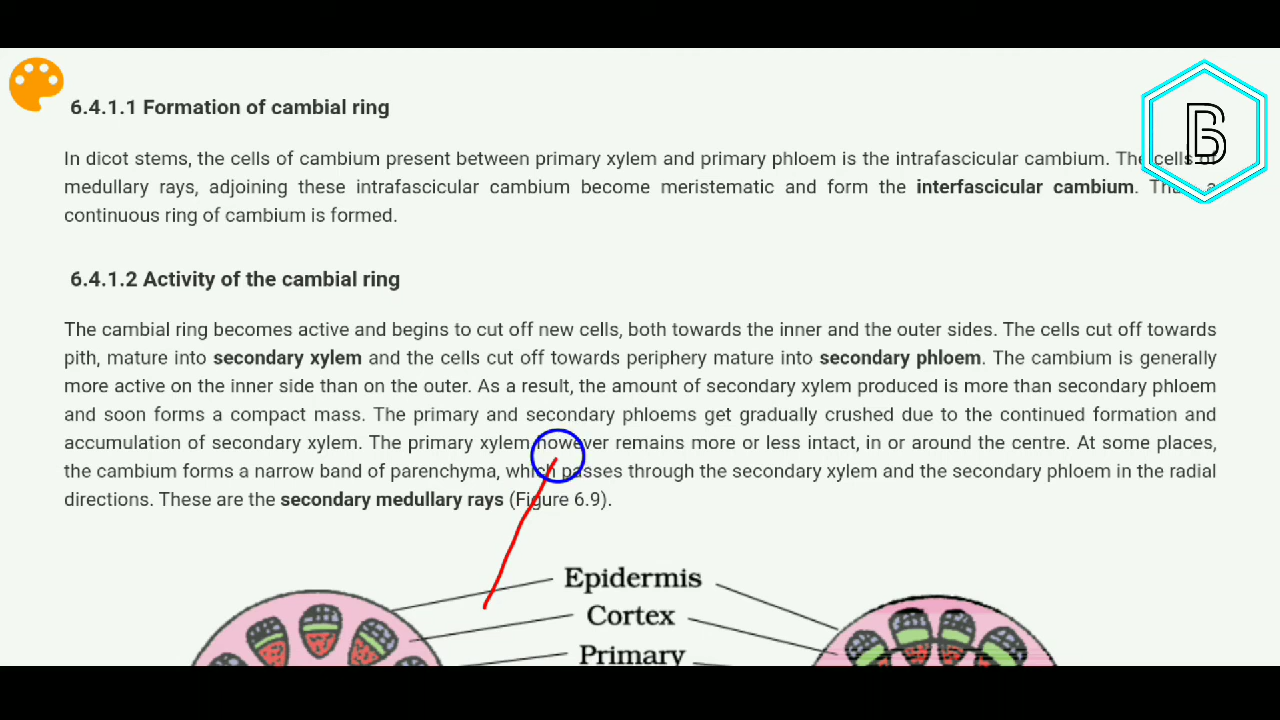 6.4.1.1 Formation of cambial ring
In dicot stems, the cells of cambium present between primary xylem and primary phloem is the intrafascicular cambium. The cells of
medullary rays, adjoining these intrafascicular cambium become meristematic and form the interfascicular cambium. Thus, a
continuous ring of cambium is formed.
6.4.1.2 Activity of the cambial ring
The cambial ring becomes active and begins to cut off new cells, both towards the inner and the outer sides. The cells cut off towards
pith, mature into secondary xylem and the cells cut off towards periphery mature into secondary phloem. The cambium is generally
more active on the inner side than on the outer. As a result, the amount of secondary xylem produced is more than secondary phloem
and soon forms a compact mass. The primary and secondary phloems get gradually crushed due to the continued formation and
accumulation of secondary xylem. The primary xylem however remains more or less intact, in or around the centre. At some places,
the cambium forms a narrow band of parenchyma, which passes through the secondary xylem and the secondary phloem in the radial
directions. These are the secondary medullary rays (Figure 6.9).
Epidermis
Cortex
Primary